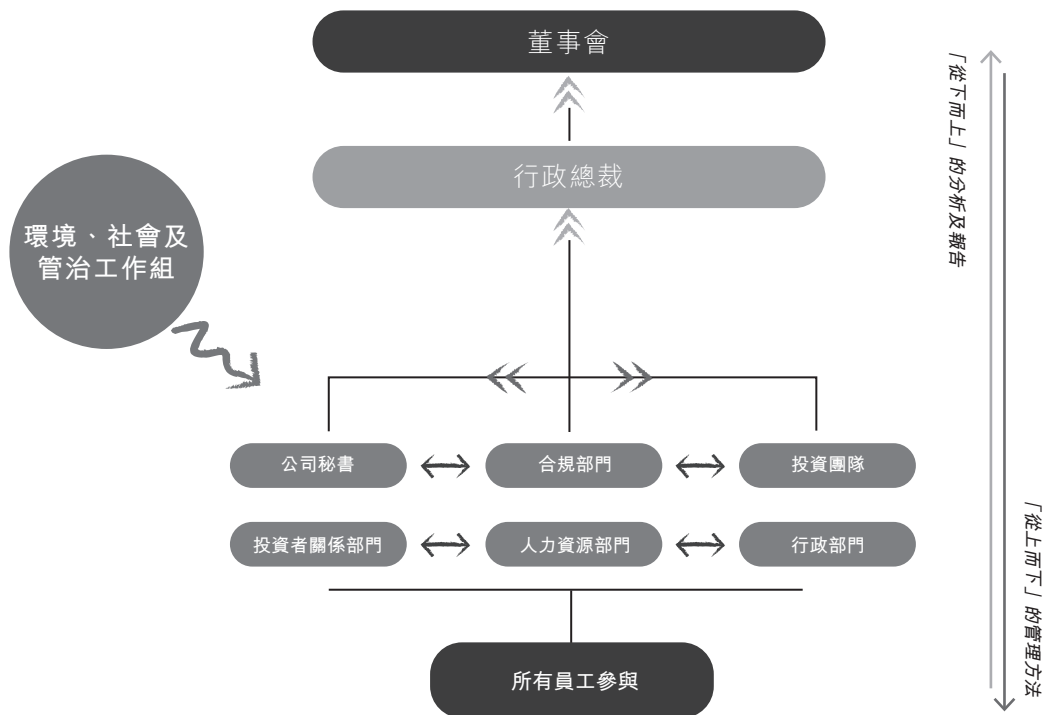 董事會
「從下而上」的分析及報告
行政總裁
環境、社會及
管治工作組
公司秘書
合規部門
投資團隊
投資者關係部門
人力資源部門
行政部門
「從上而下」的管理方法
所有員工參與